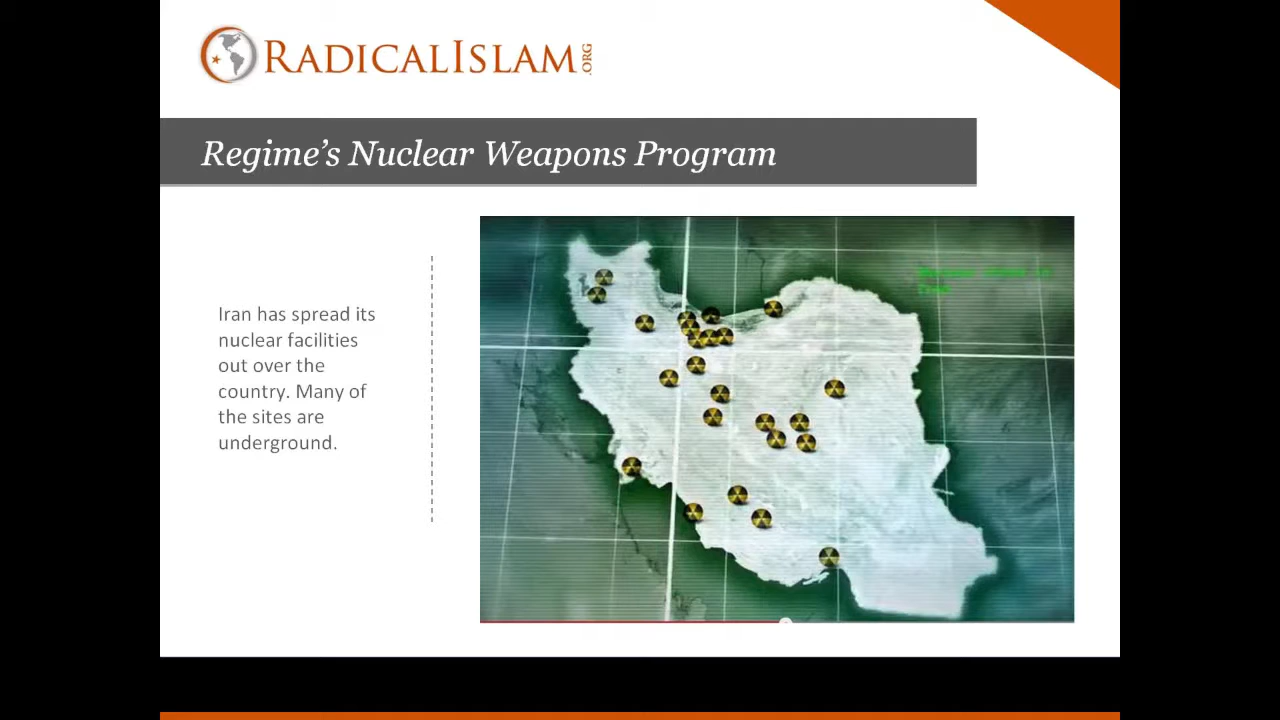 RADICALISLAM.ORG
Regime's Nuclear Weapons Program
Iran has spread its
nuclear facilities
out over the
country. Many of
the sites are
underground.